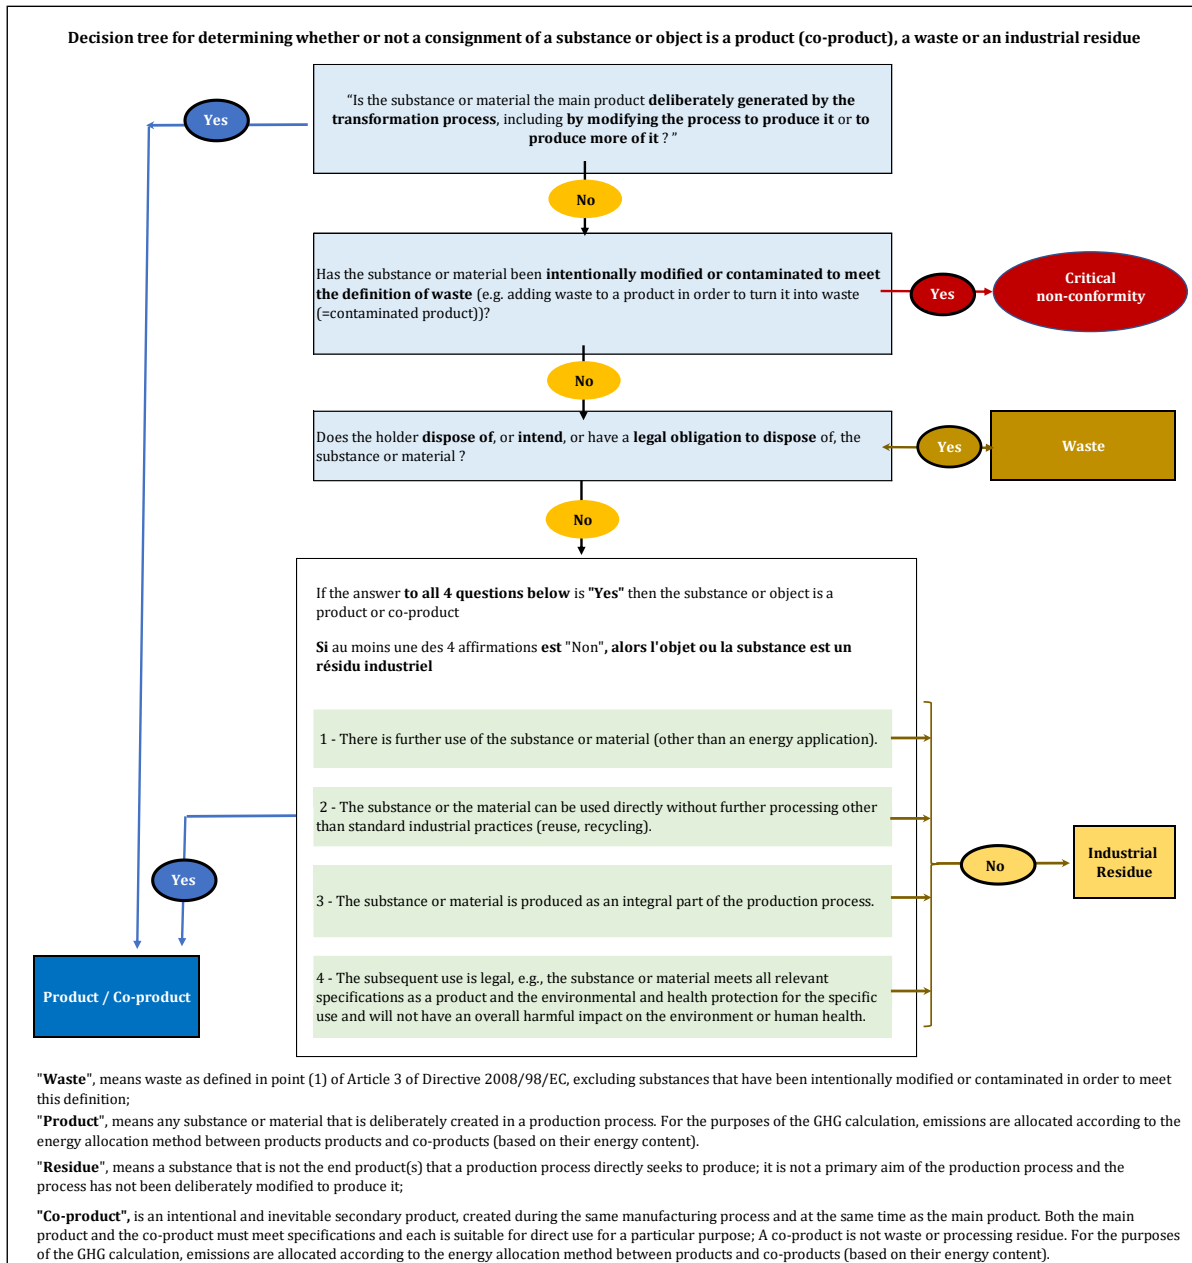 Decision tree for determining whether or not a consignment of a substance or object is a product (co-product), a waste or an industrial residue
“Is the substance or material the main product deliberately generated by the
transformation process, including by modifying the process to produce it or to
produce more of it ? ”
Yes
No
Has the substance or material been intentionally modified or contaminated to meet
the definition of waste (e.g. adding waste to a product in order to turn it into waste
(=contaminated product))?
Yes
Critical
non-conformity
No
Does the holder dispose of, or intend, or have a legal obligation to dispose of, the
substance or material ?
Yes
Waste
No
If the answer to all 4 questions below is "Yes" then the substance or object is a
product or co-product
Si au moins une des 4 affirmations est "Non", alors l'objet ou la substance est un
résidu industriel
1 - There is further use of the substance or material (other than an energy application).
2 - The substance or the material can be used directly without further processing other
than standard industrial practices (reuse, recycling).
3 - The substance or material is produced as an integral part of the production process.
4 - The subsequent use is legal, e.g., the substance or material meets all relevant
specifications as a product and the environmental and health protection for the specific
use and will not have an overall harmful impact on the environment or human health.
No
Industrial
Residue
Yes
Product / Co-product
"Waste", means waste as defined in point (1) of Article 3 of Directive 2008/98/EC, excluding substances that have been intentionally modified or contaminated in order to meet
this definition;
"Product", means any substance or material that is deliberately created in a production process. For the purposes of the GHG calculation, emissions are allocated according to the
energy allocation method between products products and co-products (based on their energy content).
"Residue", means a substance that is not the end product(s) that a production process directly seeks to produce; it is not a primary aim of the production process and the
process has not been deliberately modified to produce it;
"Co-product", is an intentional and inevitable secondary product, created during the same manufacturing process and at the same time as the main product. Both the main
product and the co-product must meet specifications and each is suitable for direct use for a particular purpose; A co-product is not waste or processing residue. For the purposes
of the GHG calculation, emissions are allocated according to the energy allocation method between products and co-products (based on their energy content).